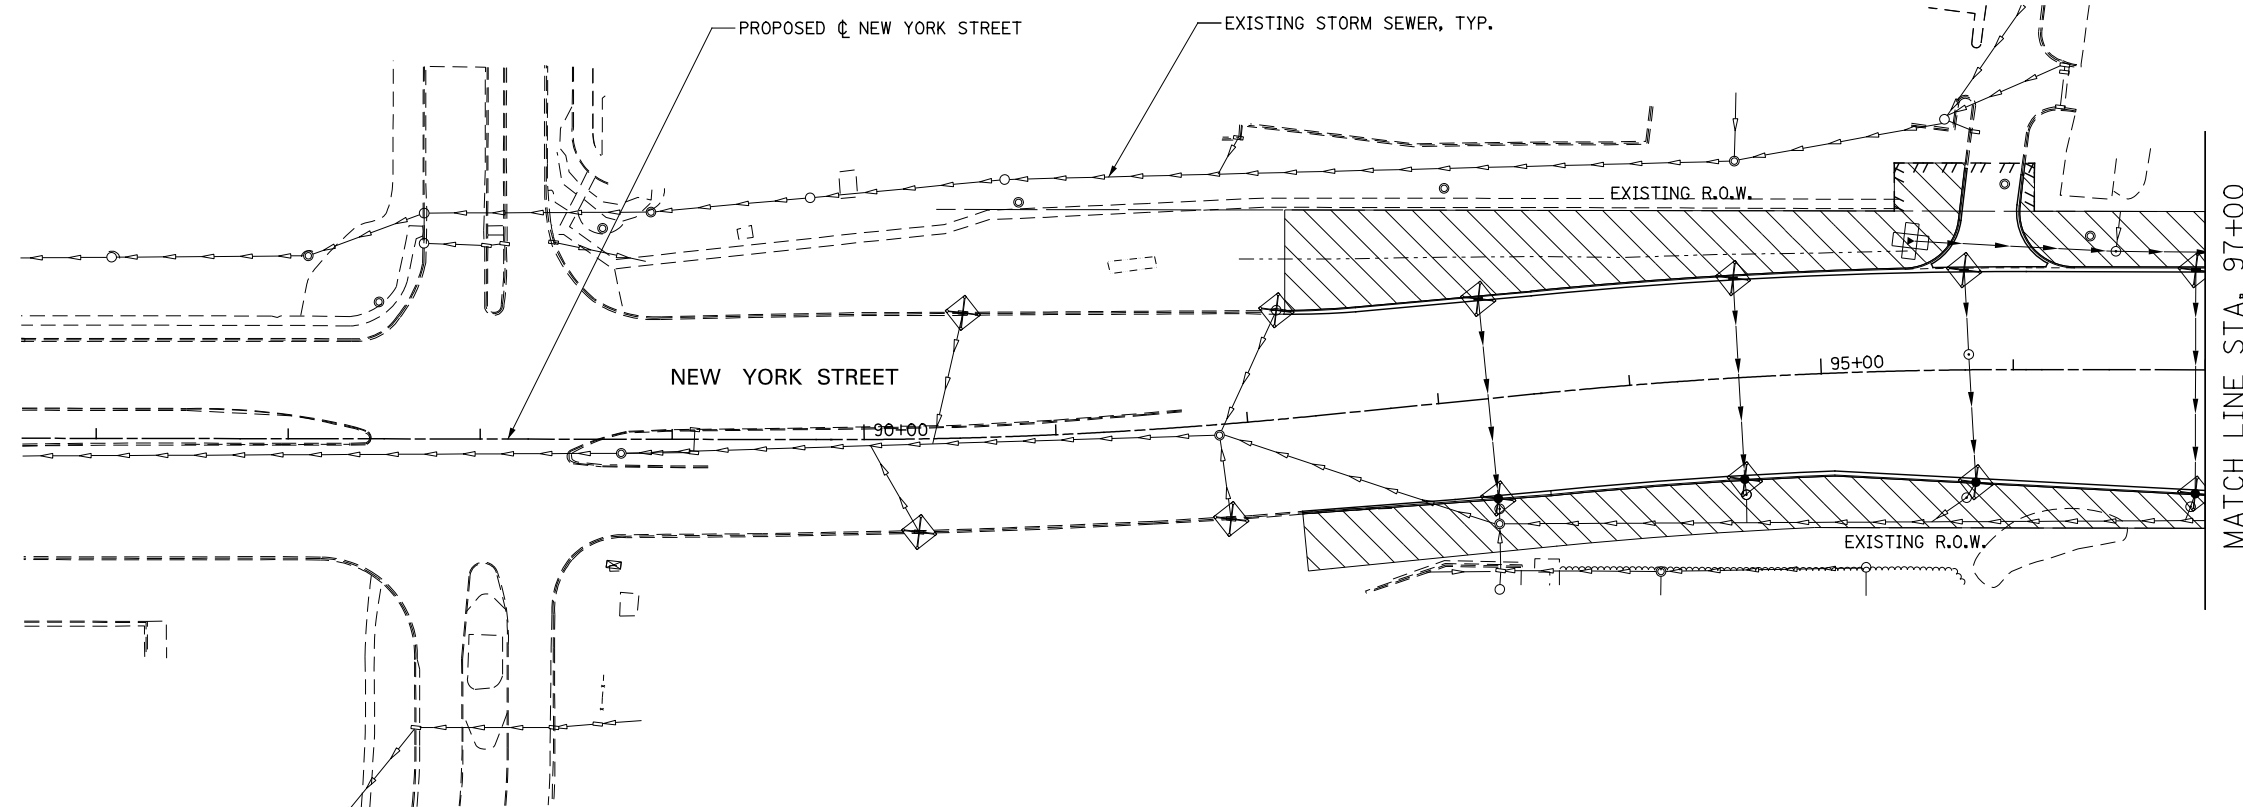 PROPOSED ℄ NEW YORK STREET
EXISTING STORM SEWER, TYP.
EXISTING R.O.W.
NEW YORK STREET
95+00
90+00
EXISTING R.O.W.
MATCH LINE STA. 97+00